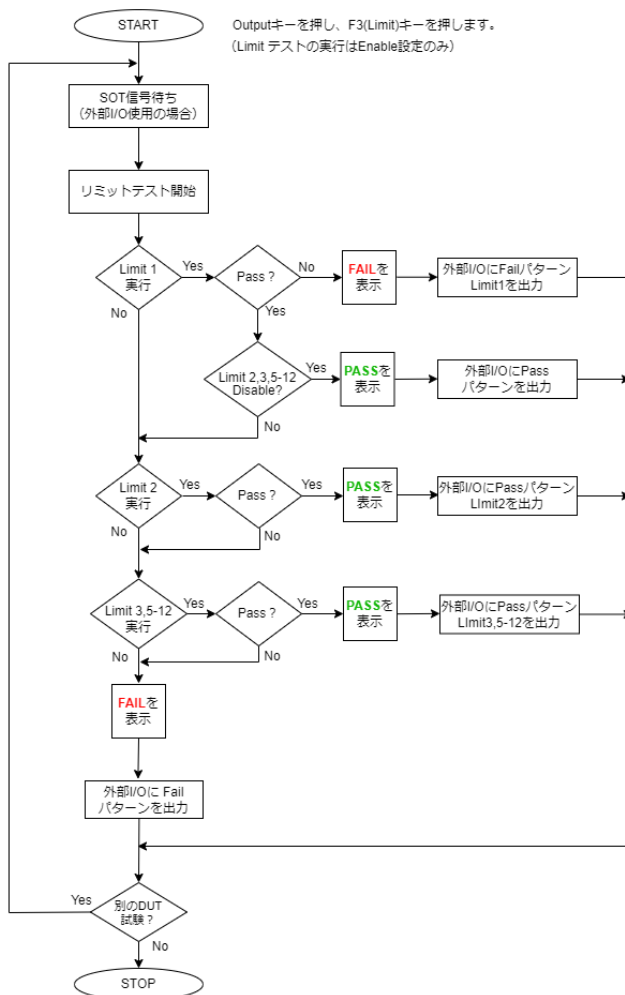 START
Outputキーを押し、F3(Limit)キーを押します。
（Limit テストの実行はEnable設定のみ）
SOT信号待ち
（外部I/O使用の場合）
リミットテスト開始
Limit 1
実行
Yes
No
Pass ?
No
Yes
FAILを
表示
外部I/OにFailパターン
Limit1を出力
Limit 2,3,5-12
Disable?
Yes
No
PASSを
表示
外部I/OにPass
パターンを出力
Limit 2
実行
Yes
No
Pass ?
Yes
No
PASSを
表示
外部I/OにPassパターン
LImit2を出力
Limit 3,5-12
実行
Yes
No
Pass ?
Yes
No
PASSを
表示
外部I/OにPassパターン
LImit3,5-12を出力
FAILを
表示
外部I/Oに Fail
パターンを出力
別のDUT
試験？
Yes
No
STOP